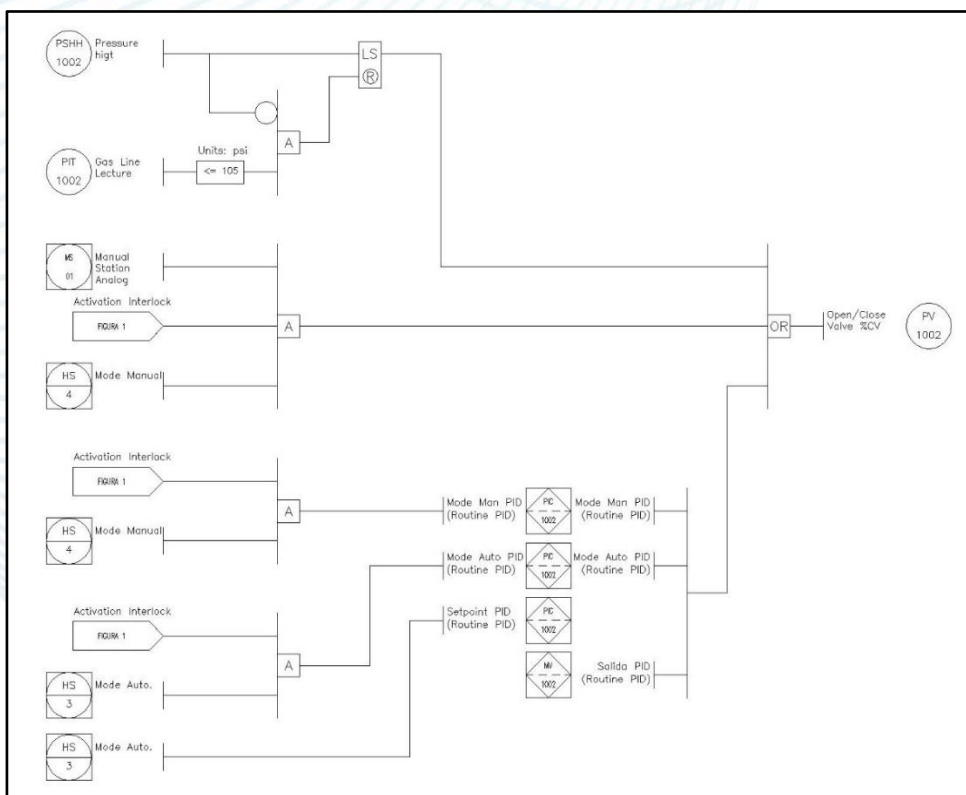 PSHH
1002
Pressure
higt
LS
R
A
Units: psi
<= 105
PIT
1002
Gas Line
Lecture
MS
01
Manual
Station
Analog
Activation Interlock
FIGURA 1
A
HS
4
Mode Manual
OR
Open/Close
Valve %CV
PV
1002
Activation Interlock
FIGURA 1
A
HS
4
Mode Manual
Mode Man PID
(Routine PID)
PIC
1002
Mode Man PID
(Routine PID)
Mode Auto PID
(Routine PID)
PIC
1002
Mode Auto PID
(Routine PID)
Setpoint PID
(Routine PID)
PIC
1002
Activation Interlock
FIGURA 1
A
HS
3
Mode Auto.
MV
1002
Salida PID
(Routine PID)
HS
3
Mode Auto.